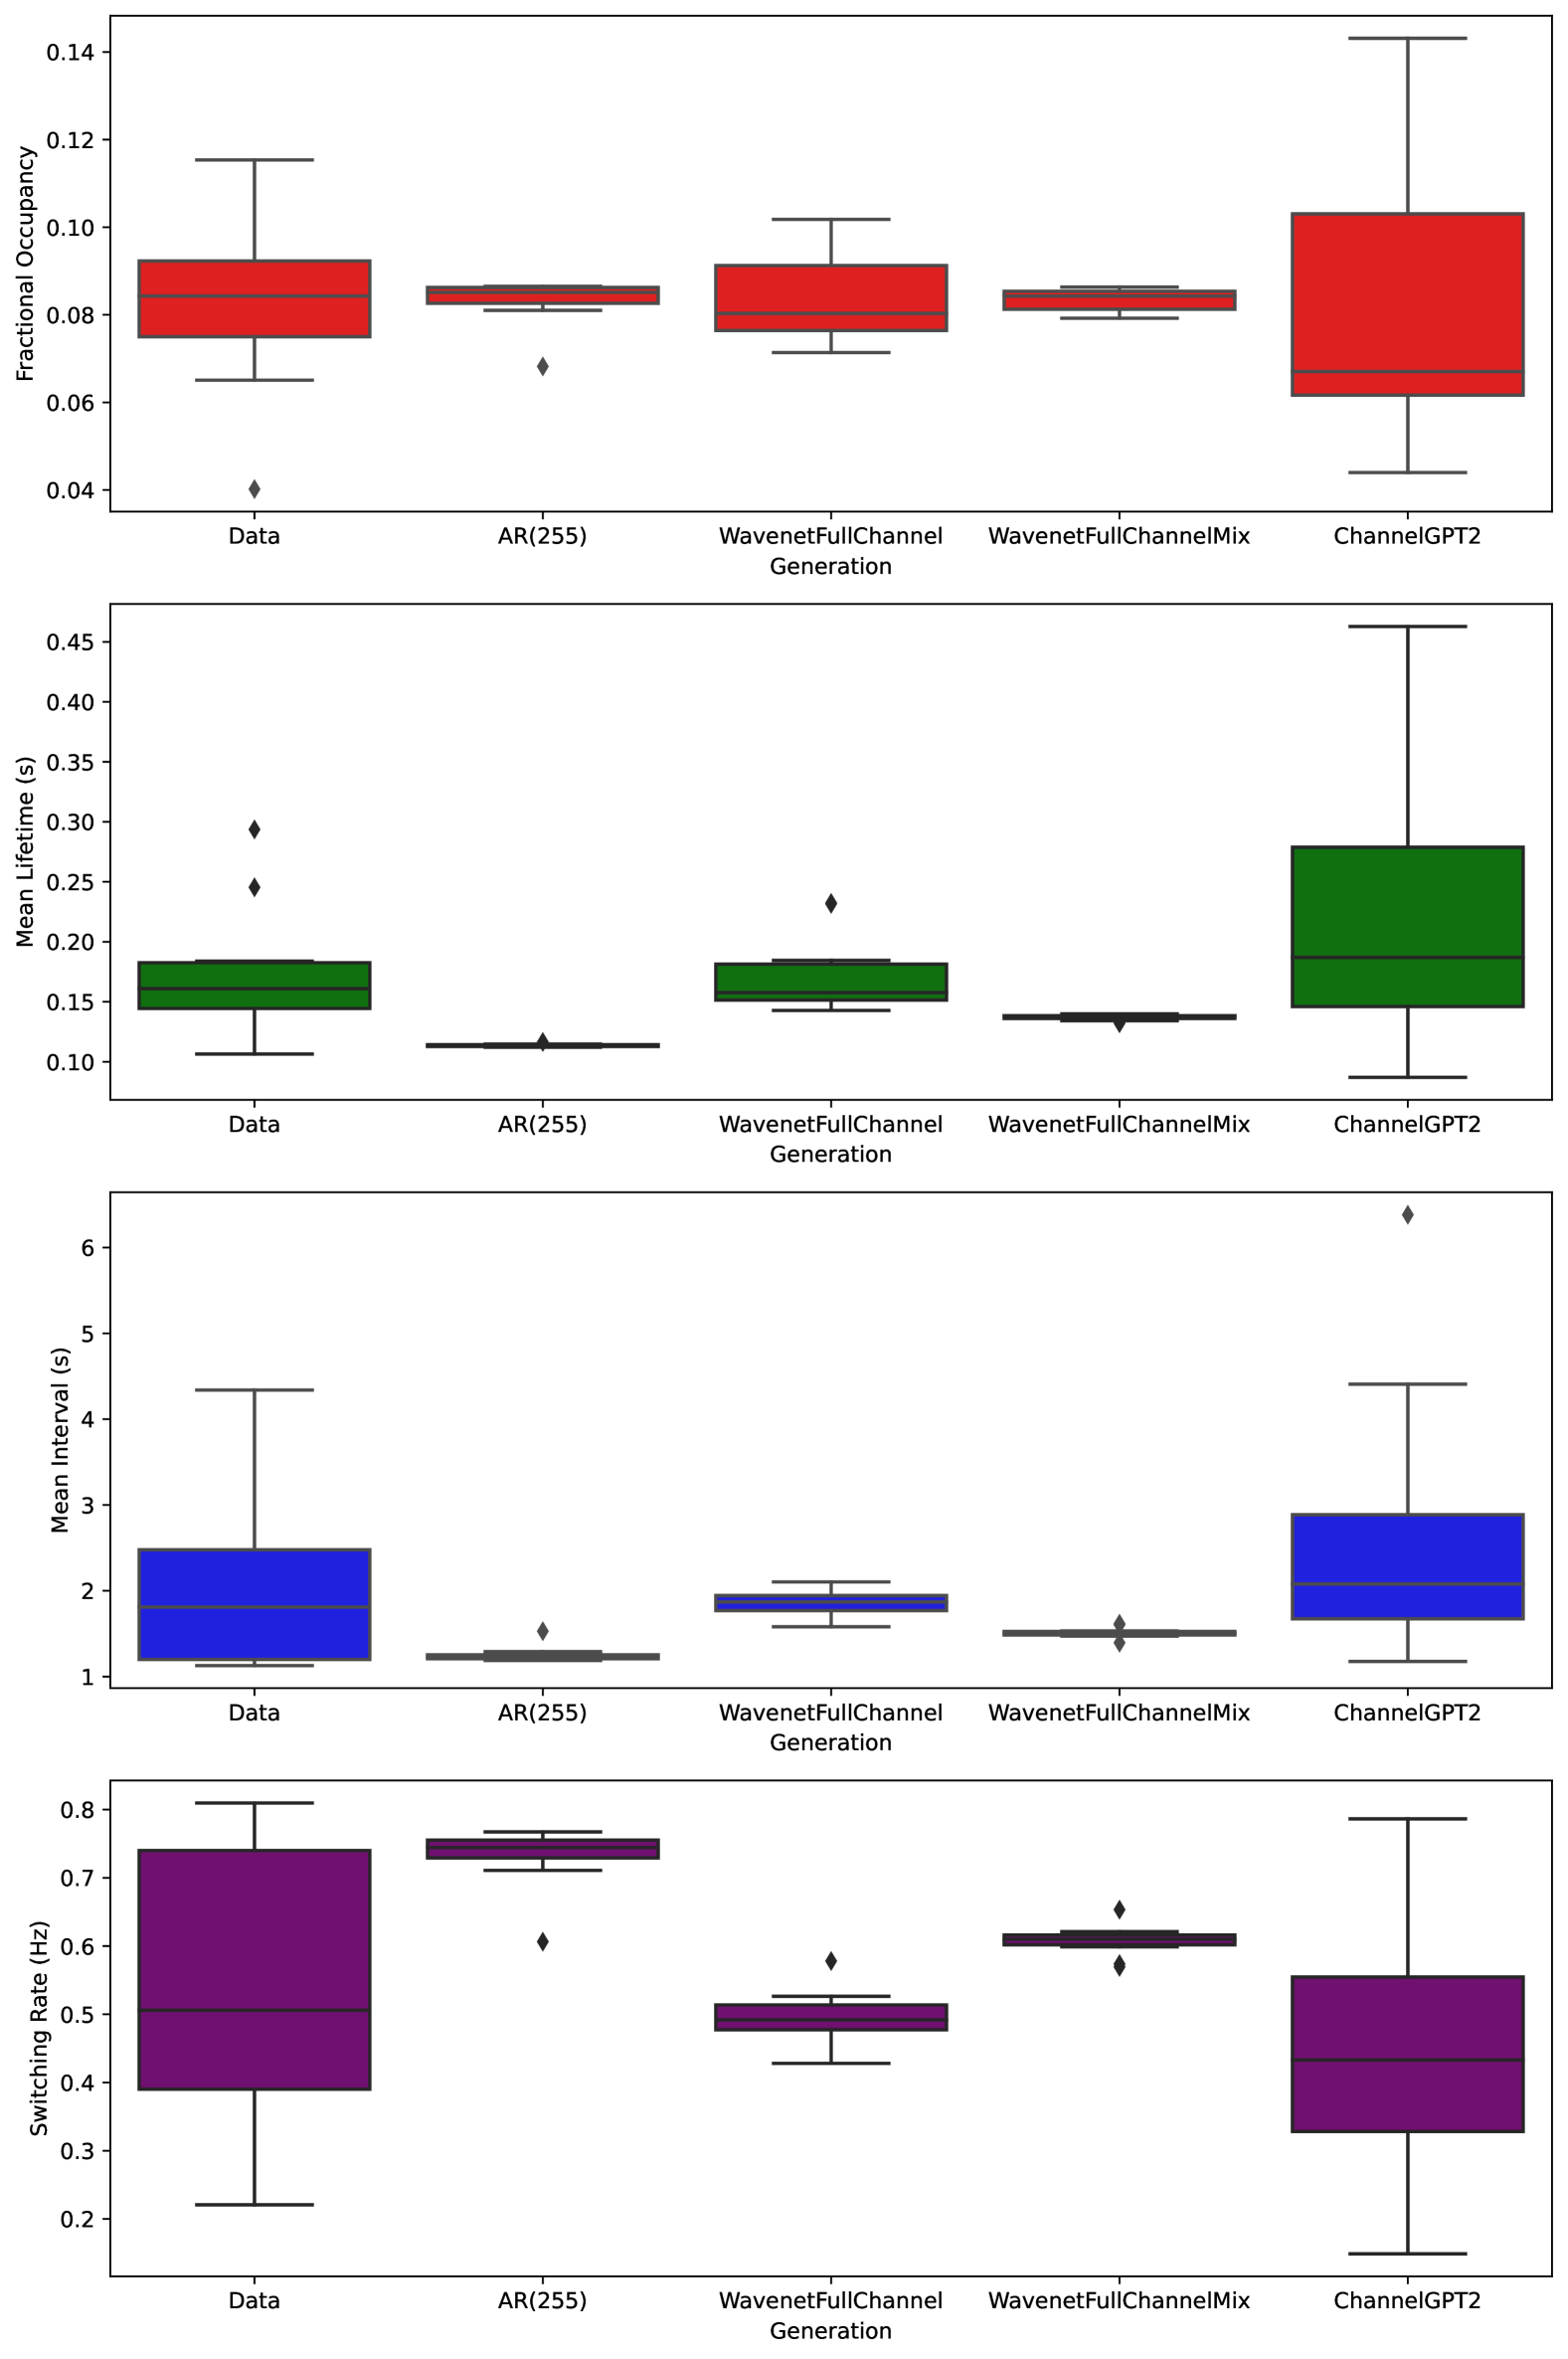 Fractional Occupancy
0.14
0.12
0.10
0.08
0.06
0.04
Data AR(255) WavenetFullChannel WavenetFullChannelMix ChannelGPT2
Generation
Mean Lifetime (s)
0.45
0.40
0.35
0.30
0.25
0.20
0.15
0.10
Data AR(255) WavenetFullChannel WavenetFullChannelMix ChannelGPT2
Generation
Mean Interval (s)
6
5
4
3
2
1
Data AR(255) WavenetFullChannel WavenetFullChannelMix ChannelGPT2
Generation
Switching Rate (Hz)
0.8
0.7
0.6
0.5
0.4
0.3
0.2
Data AR(255) WavenetFullChannel WavenetFullChannelMix ChannelGPT2
Generation